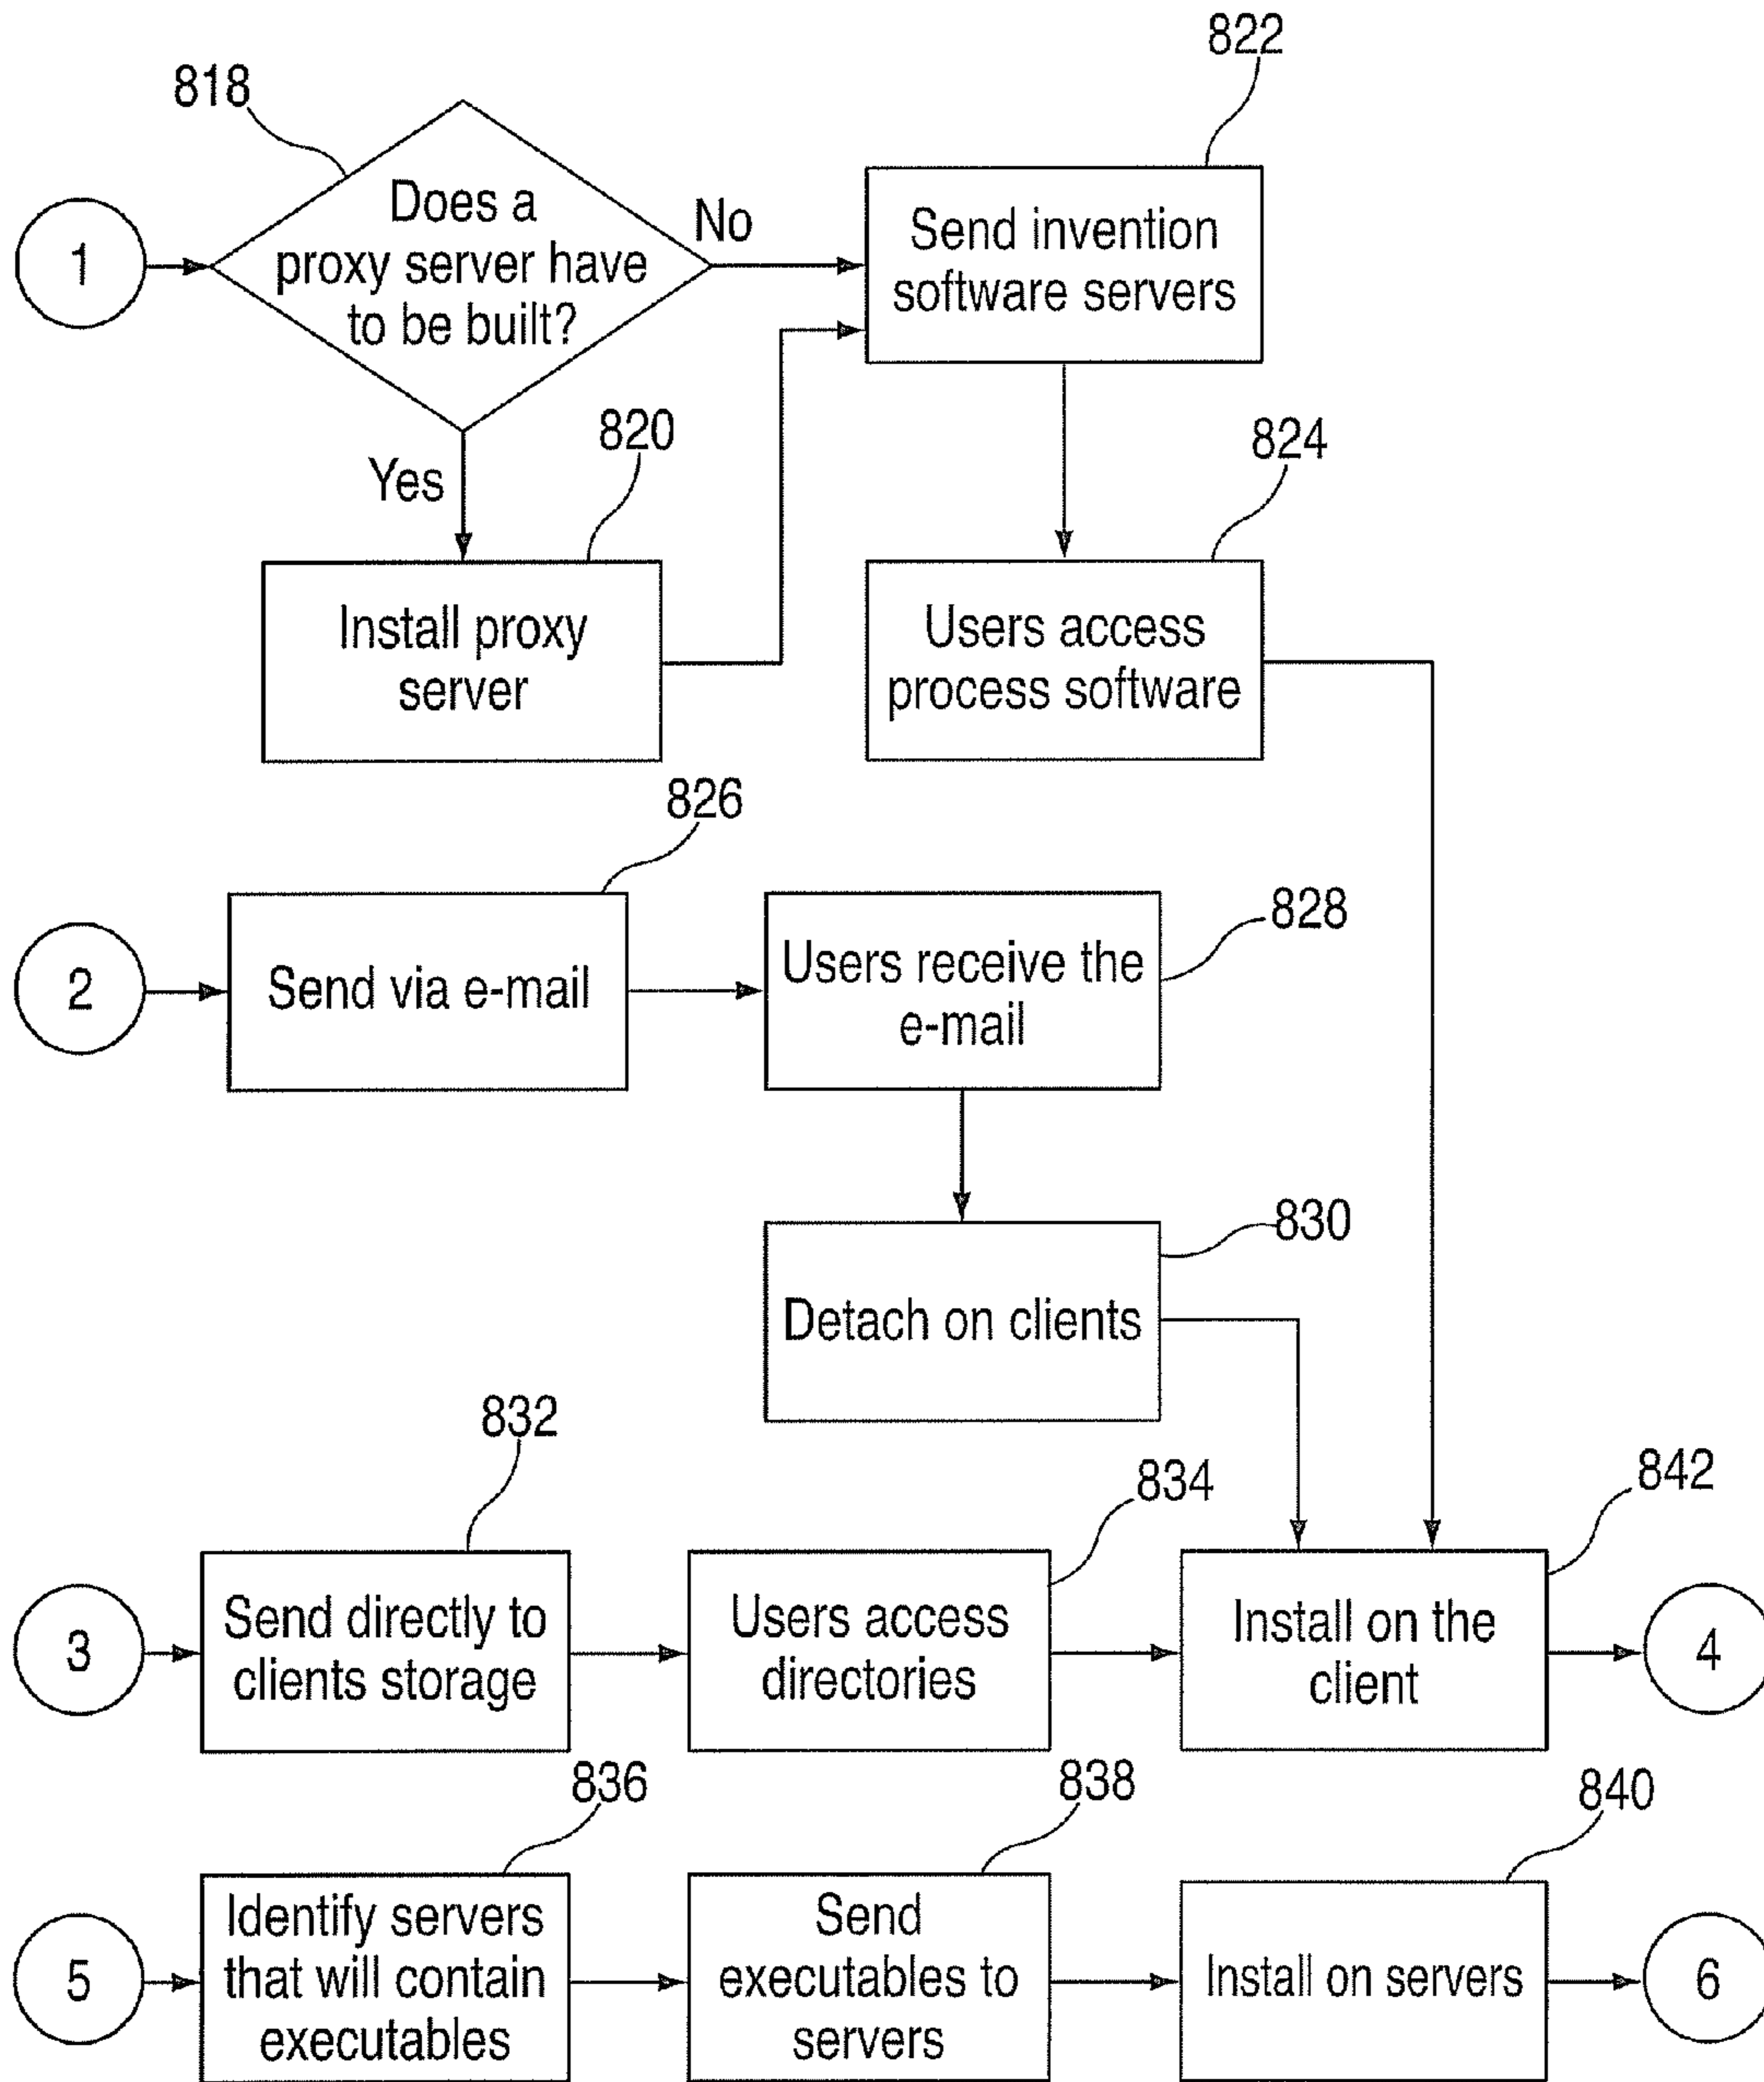 822
818
Does a
proxy server have
to be built?
No
Send invention
software servers
1
820
824
Yes
Install proxy
server
Users access
process software
826
828
2
Send via e-mail
Users receive the
e-mail
830
Detach on clients
832
834
842
3
Send directly to
clients storage
Users access
directories
Install on the
client
4
836
838
840
5
Identify servers
that will contain
executables
Send
executables to
servers
Install on servers
6